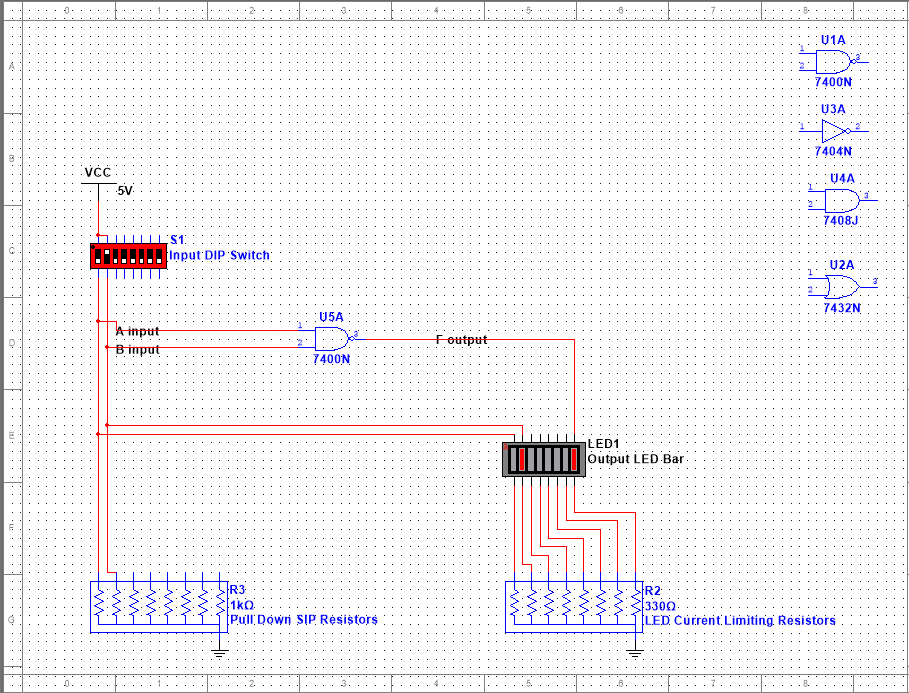 0 1 2 3 4 5 6 7 8
A
B
C
D
E
F
G
U1A
1
2
3
7400N
U3A
1
2
7404N
U4A
1
2
3
7408J
U2A
1
2
3
7432N
VCC
5V
S1
Input DIP Switch
U5A
1
2
3
7400N
A input
B input
F output
LED1
Output LED Bar
R3
1kΩ
Pull Down SIP Resistors
R2
330Ω
LED Current Limiting Resistors
0 1 2 3 4 5 6 7 8